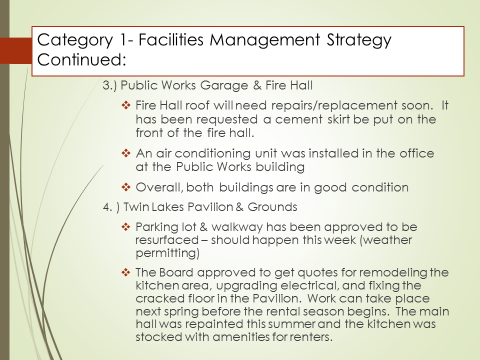 Category 1- Facilities Management Strategy
Continued:
3.) Public Works Garage & Fire Hall
❖ Fire Hall roof will need repairs/replacement soon. It
has been requested a cement skirt be put on the
front of the fire hall.
❖ An air conditioning unit was installed in the office
at the Public Works building
❖ Overall, both buildings are in good condition
4. ) Twin Lakes Pavilion & Grounds
❖ Parking lot & walkway has been approved to be
resurfaced – should happen this week (weather
permitting)
❖ The Board approved to get quotes for remodeling the
kitchen area, upgrading electrical, and fixing the
cracked floor in the Pavilion. Work can take place
next spring before the rental season begins. The main
hall was repainted this summer and the kitchen was
stocked with amenities for renters.